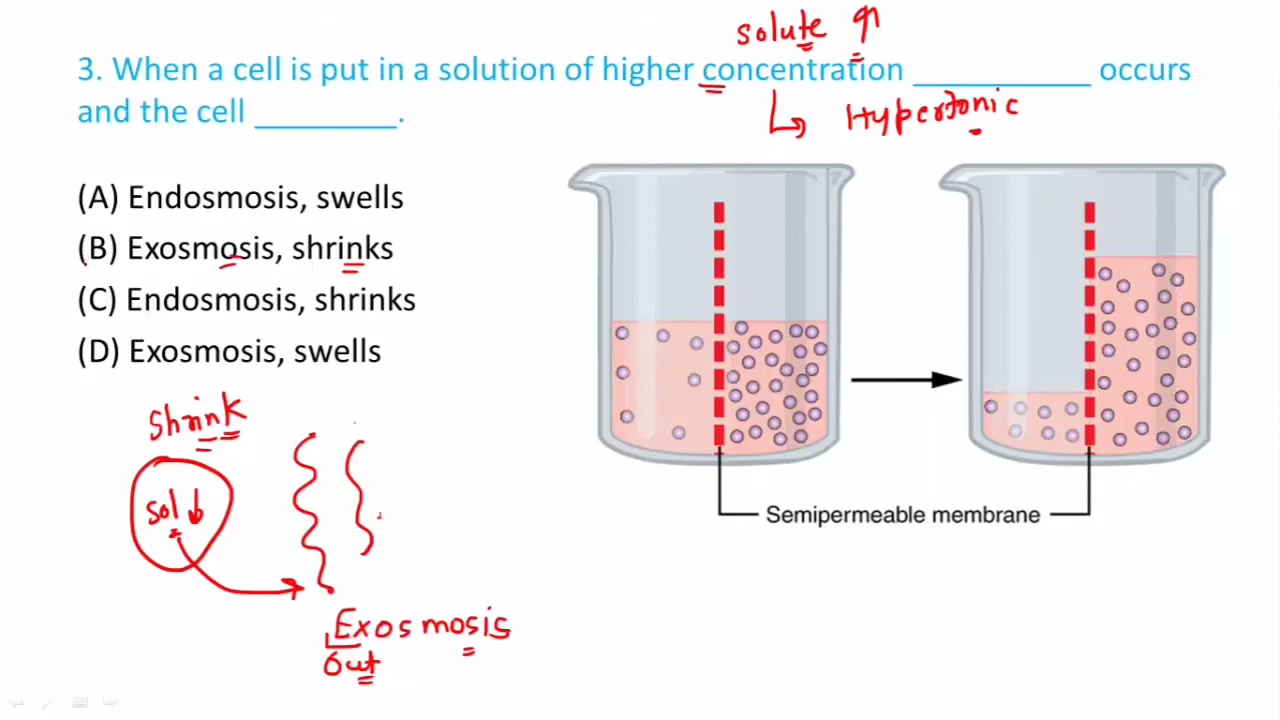 solute ↑
3. When a cell is put in a solution of higher concentration __________ occurs
and the cell ________.
Hypertonic
(A) Endosmosis, swells
(B) Exosmosis, shrinks
(C) Endosmosis, shrinks
(D) Exosmosis, swells
Shrink
sol ↓
Semipermeable membrane
Exosmosis
Out